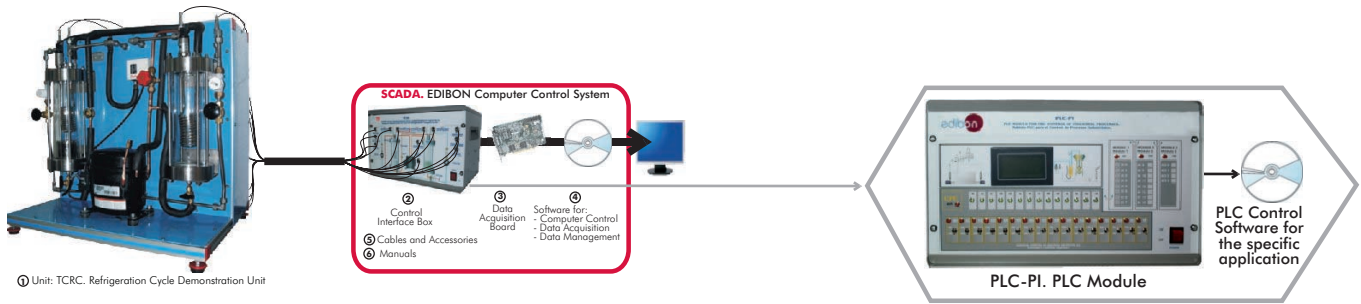 ① Unit: TCRC. Refrigeration Cycle Demonstration Unit
SCADA. EDIBON Computer Control System
②
Control
Interface Box
③
Data
Acquisition
Board
④
Software for:
- Computer Control
- Data Acquisition
- Data Management
⑤ Cables and Accessories
⑥ Manuals
edibon
PLC-PI
PLC-PI. PLC Module
PLC Control
Software for
the specific
application